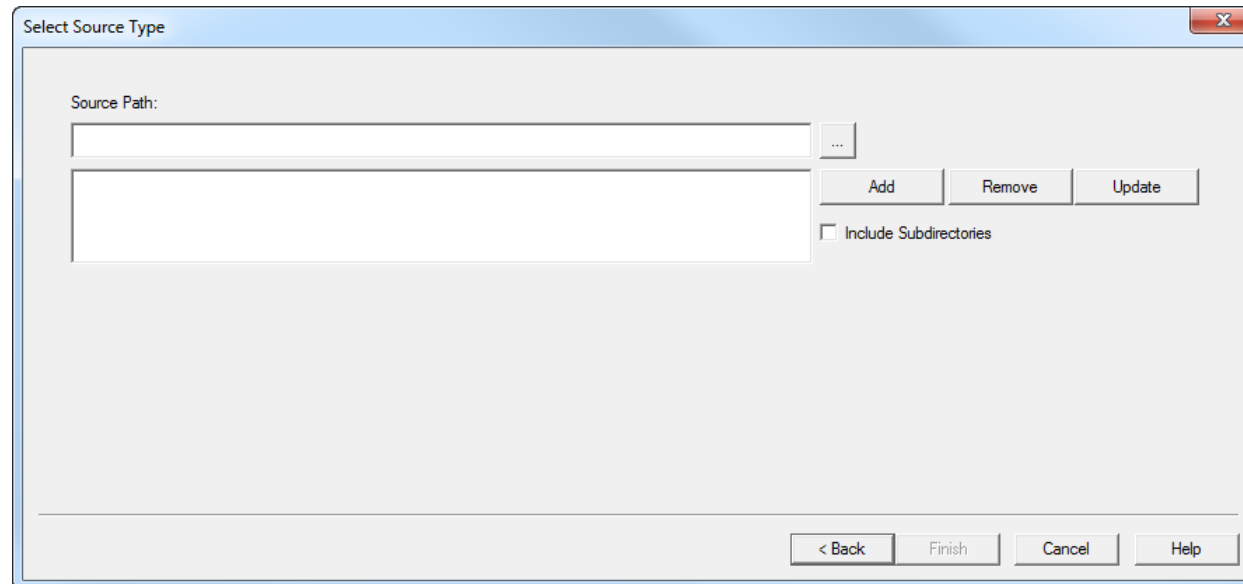 Select Source Type
Source Path:
...
Add Remove Update
Include Subdirectories
< Back Finish Cancel Help